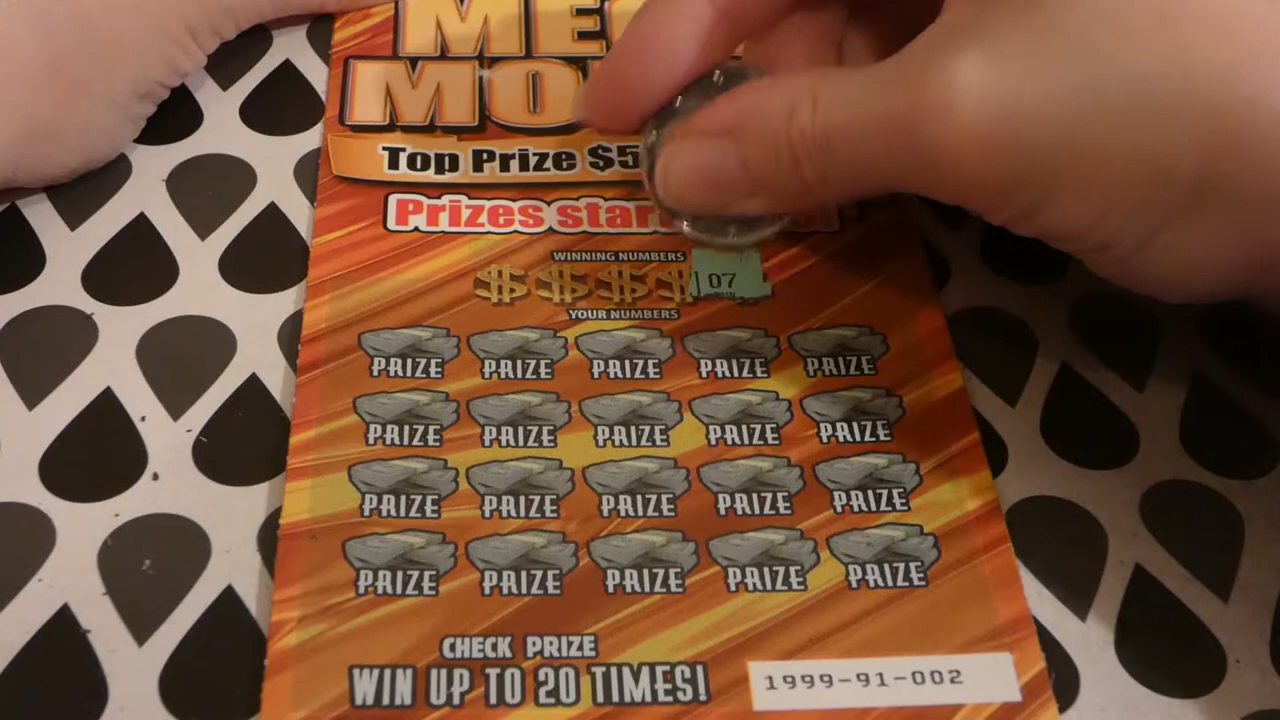 Top Prize
WINNING NUMBERS
07
YOUR NUMBERS
PRIZE PRIZE PRIZE PRIZE PRIZE
PRIZE PRIZE PRIZE PRIZE PRIZE
PRIZE PRIZE PRIZE PRIZE PRIZE
PRIZE PRIZE PRIZE PRIZE PRIZE
CHECK PRIZE
WIN UP TO 20 TIMES!
1999-91-002
Prizes